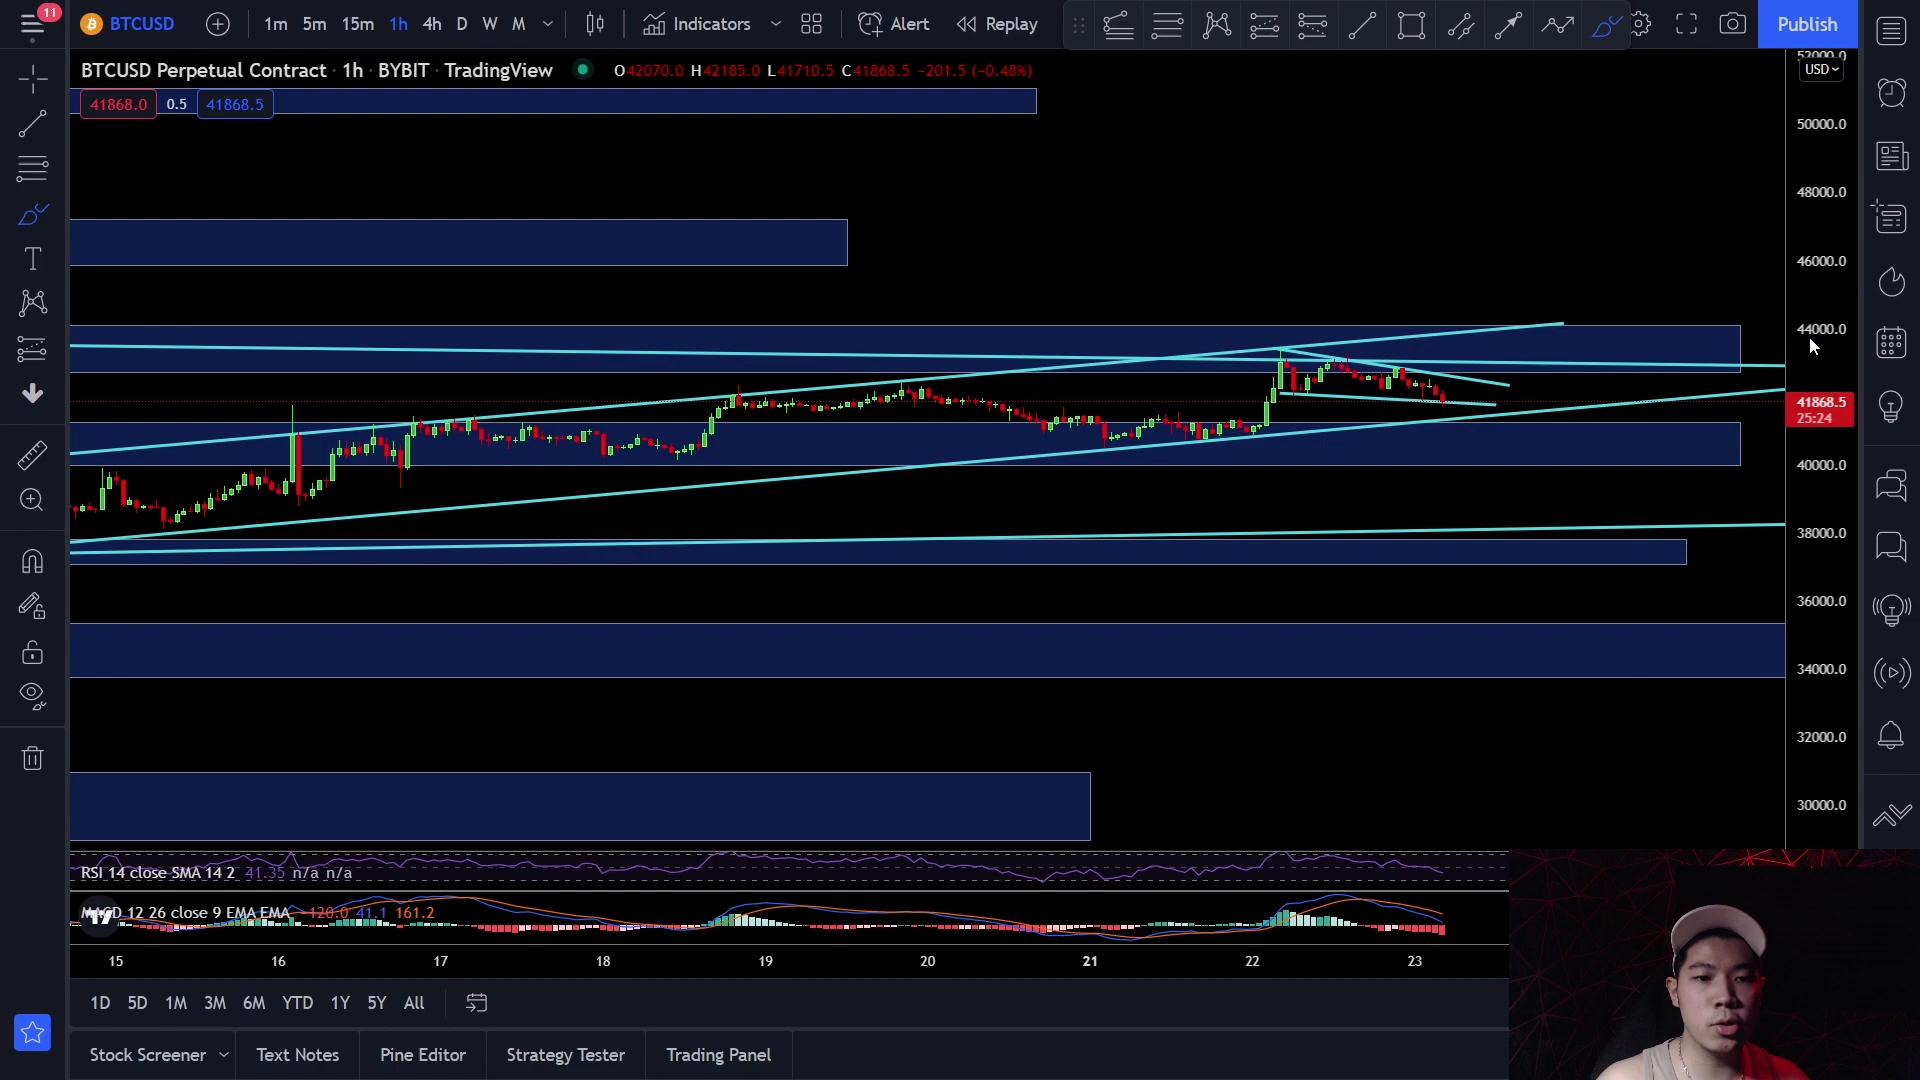 11
BTCUSD
1m 5m 15m 1h 4h D W M
Indicators
Alert
Replay
Publish
BTCUSD Perpetual Contract · 1h · BYBIT · TradingView
O42070.0 H42185.0 L41710.5 C41868.5 −201.5 (−0.48%)
41868.0 0.5 41868.5
52000.0
USD
50000.0
48000.0
46000.0
44000.0
41868.5
25:24
40000.0
38000.0
36000.0
34000.0
32000.0
30000.0
RSI 14 close SMA 14 2 41.35 n/a n/a
MACD 12 26 close 9 EMA EMA −120.0 41.1 161.2
15 16 17 18 19 20 21 22 23
1D 5D 1M 3M 6M YTD 1Y 5Y All
Stock Screener Text Notes Pine Editor Strategy Tester Trading Panel